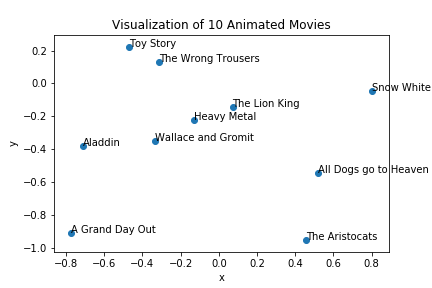 Visualization of 10 Animated Movies
Toy Story
The Wrong Trousers
Snow White
The Lion King
Heavy Metal
Wallace and Gromit
Aladdin
All Dogs go to Heaven
A Grand Day Out
The Aristocats
0.2
0.0
−0.2
−0.4
−0.6
−0.8
−1.0
y
−0.8 −0.6 −0.4 −0.2 0.0 0.2 0.4 0.6 0.8
x